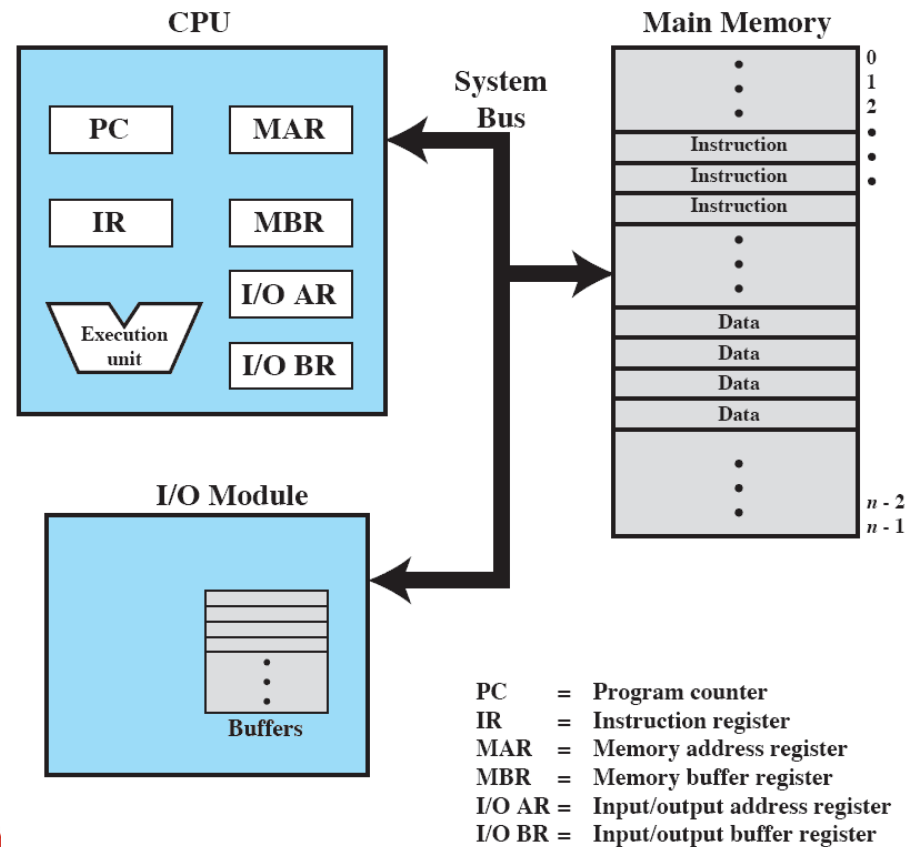 CPU
PC
MAR
IR
MBR
I/O AR
Execution
unit
I/O BR
System
Bus
Main Memory
0
1
2
Instruction
Instruction
Instruction
Data
Data
Data
Data
n - 2
n - 1
I/O Module
Buffers
PC = Program counter
IR = Instruction register
MAR = Memory address register
MBR = Memory buffer register
I/O AR = Input/output address register
I/O BR = Input/output buffer register